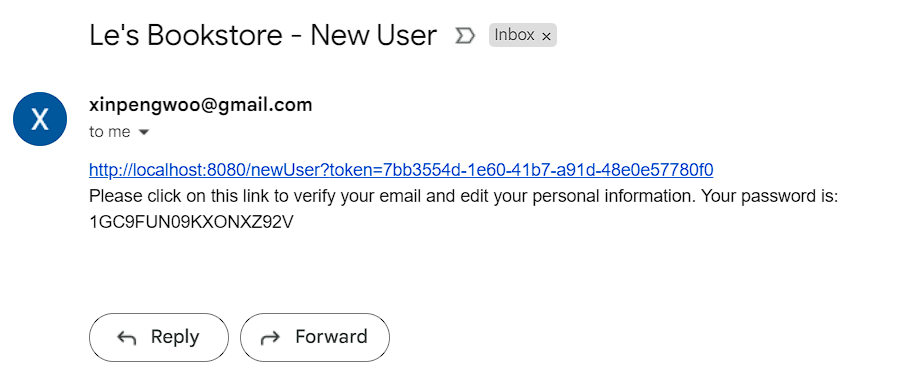 Le's Bookstore - New User Inbox ×
X
xinpengwoo@gmail.com
to me
http://localhost:8080/newUser?token=7bb3554d-1e60-41b7-a91d-48e0e57780f0
Please click on this link to verify your email and edit your personal information. Your password is:
1GC9FUN09KXONXZ92V
Reply Forward